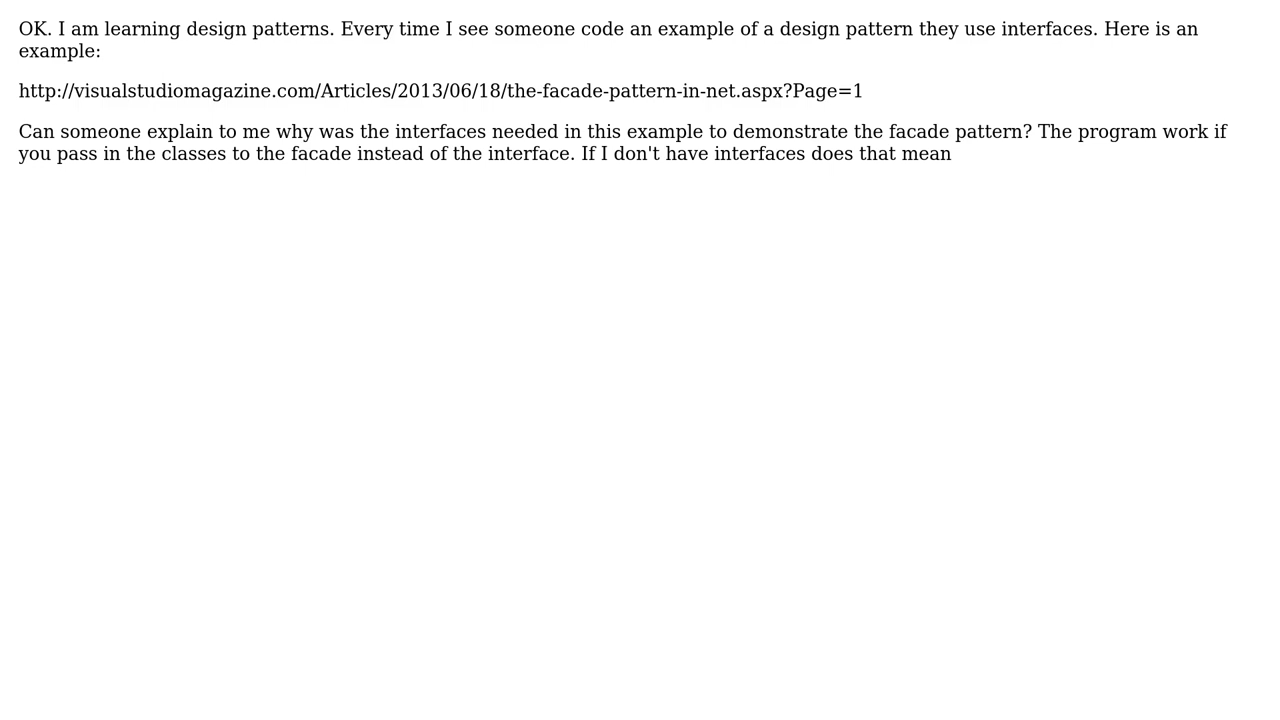 OK. I am learning design patterns. Every time I see someone code an example of a design pattern they use interfaces. Here is an
example:
http://visualstudiomagazine.com/Articles/2013/06/18/the-facade-pattern-in-net.aspx?Page=1
Can someone explain to me why was the interfaces needed in this example to demonstrate the facade pattern? The program work if
you pass in the classes to the facade instead of the interface. If I don't have interfaces does that mean